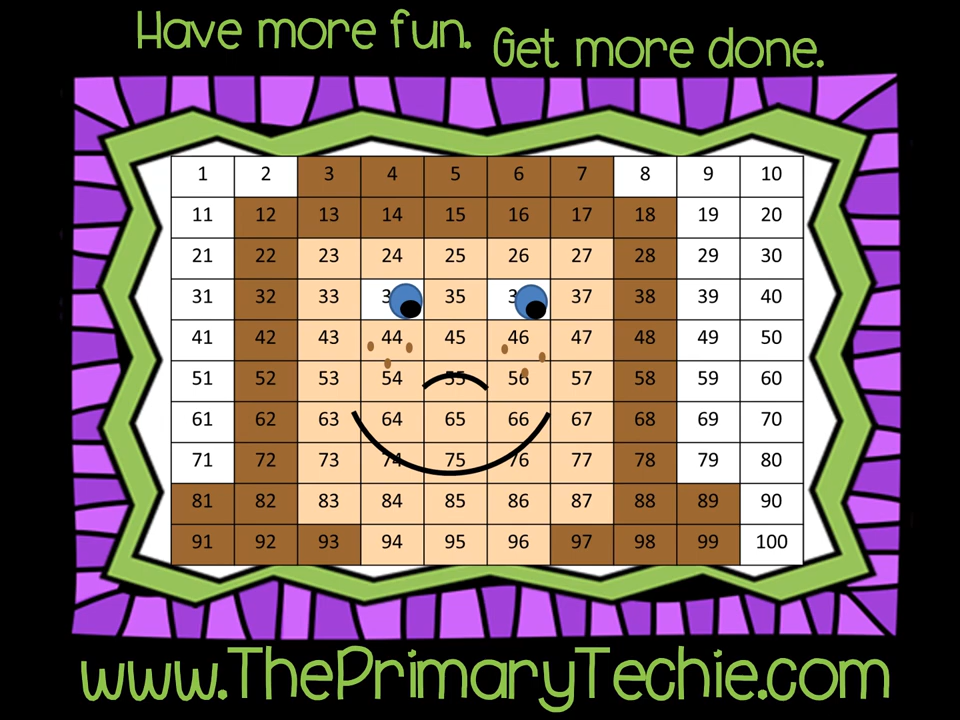 Have more fun. Get more done.
1 2 3 4 5 6 7 8 9 10
11 12 13 14 15 16 17 18 19 20
21 22 23 24 25 26 27 28 29 30
31 32 33 35 37 38 39 40
41 42 43 44 45 46 47 48 49 50
51 52 53 54 55 56 57 58 59 60
61 62 63 64 65 66 67 68 69 70
71 72 73 74 75 76 77 78 79 80
81 82 83 84 85 86 87 88 89 90
91 92 93 94 95 96 97 98 99 100
www.ThePrimaryTechie.com